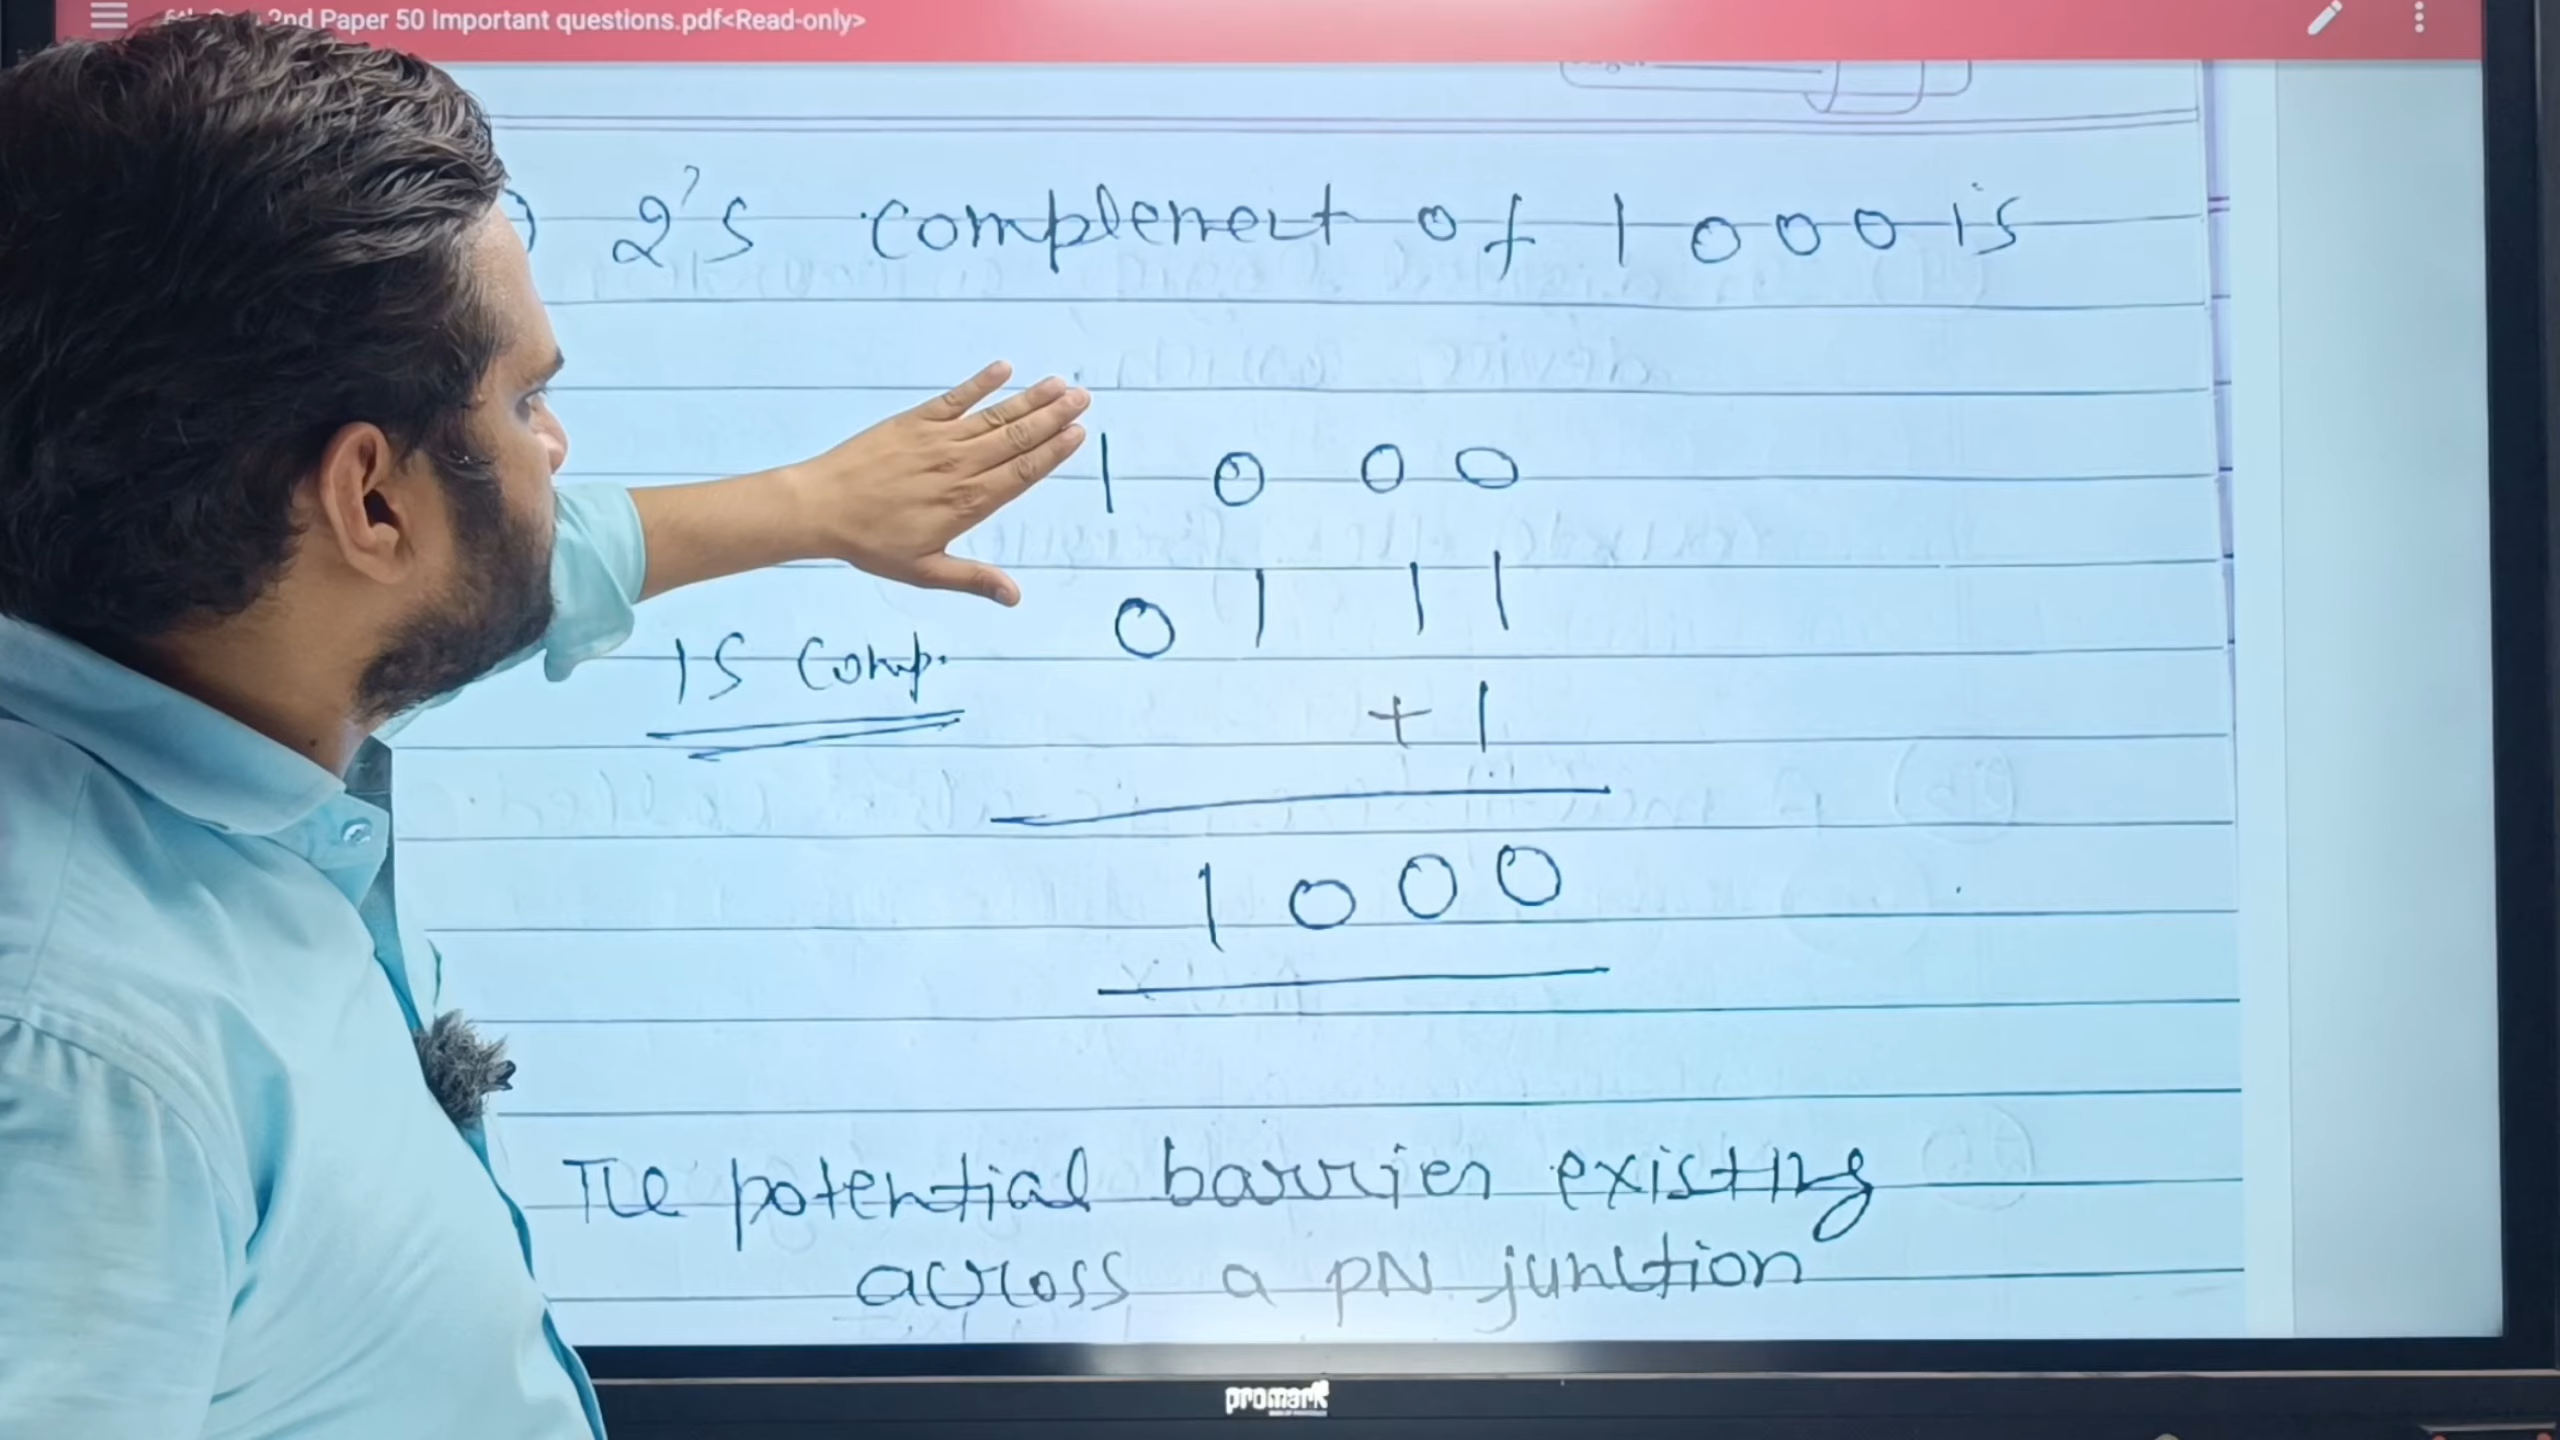 2nd Paper 50 Important questions.pdf<Read-only>
2's complement of 1000 is
1 0 0 0
0 1 1 1
1S Comp.
+ 1
1 0 0 0
The potential barrier existing
across a PN junction
promark